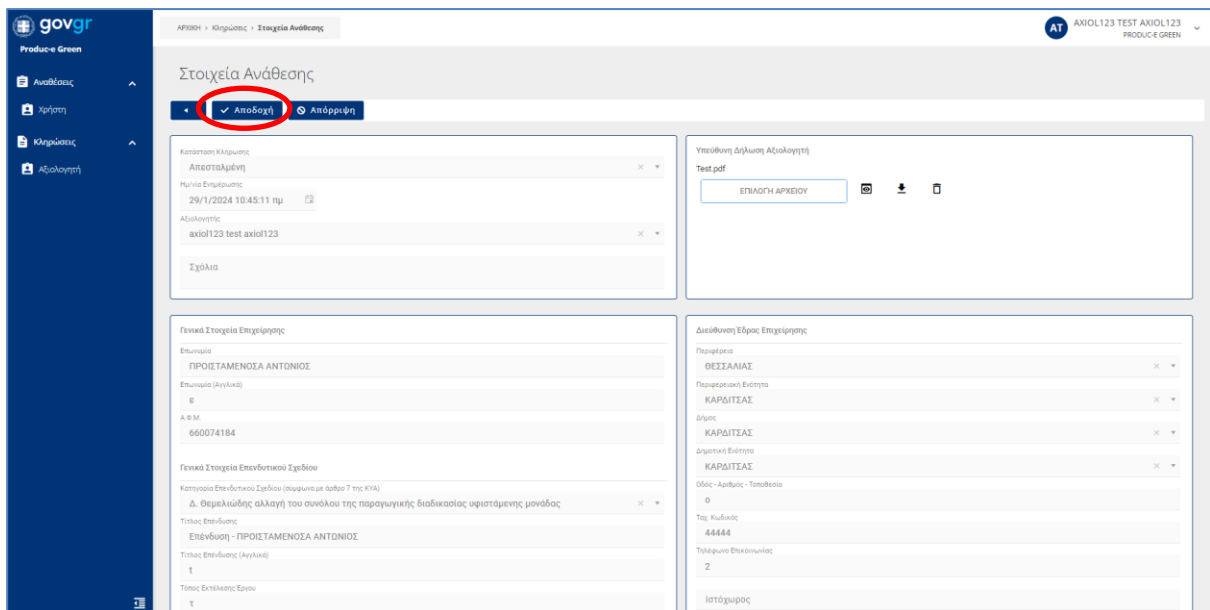 govgr
Produc-e Green
Αναθέσεις
Χρήστη
Κληρώσεις
Αξιολογητή
ΑΡΧΙΚΗ › Κληρώσεις › Στοιχεία Ανάθεσης
AT
AXIOL123 TEST AXIOL123
PRODUC-E GREEN
Στοιχεία Ανάθεσης
Αποδοχή
Απόρριψη
Κατάσταση Κλήρωσης
Απεσταλμένη
Ημ/νία Ενημέρωσης
29/1/2024 10:45:11 πμ
Αξιολογητής
axiol123 test axiol123
Σχόλια
Υπεύθυνη Δήλωση Αξιολογητή
Test.pdf
ΕΠΙΛΟΓΗ ΑΡΧΕΙΟΥ
Γενικά Στοιχεία Επιχείρησης
Επωνυμία
ΠΡΟΙΣΤΑΜΕΝΟΣΑ ΑΝΤΩΝΙΟΣ
Επωνυμία (Αγγλικά)
ε
Α.Φ.Μ.
660074184
Γενικά Στοιχεία Επενδυτικού Σχεδίου
Κατηγορία Επενδυτικού Σχεδίου (σύμφωνα με άρθρο 7 της ΚΥΑ)
Δ. Θεμελιώδης αλλαγή του συνόλου της παραγωγικής διαδικασίας υφιστάμενης μονάδας
Τίτλος Επένδυσης
Επένδυση - ΠΡΟΙΣΤΑΜΕΝΟΣΑ ΑΝΤΩΝΙΟΣ
Τίτλος Επένδυσης (Αγγλικά)
t
Τόπος Εκτέλεσης Έργου
τ
Διεύθυνση Έδρας Επιχείρησης
Περιφέρεια
ΘΕΣΣΑΛΙΑΣ
Περιφερειακή Ενότητα
ΚΑΡΔΙΤΣΑΣ
Δήμος
ΚΑΡΔΙΤΣΑΣ
Δημοτική Ενότητα
ΚΑΡΔΙΤΣΑΣ
Οδός - Αριθμός - Τοποθεσία
ο
Ταχ. Κωδικός
44444
Τηλέφωνο Επικοινωνίας
2
Ιστόχωρος